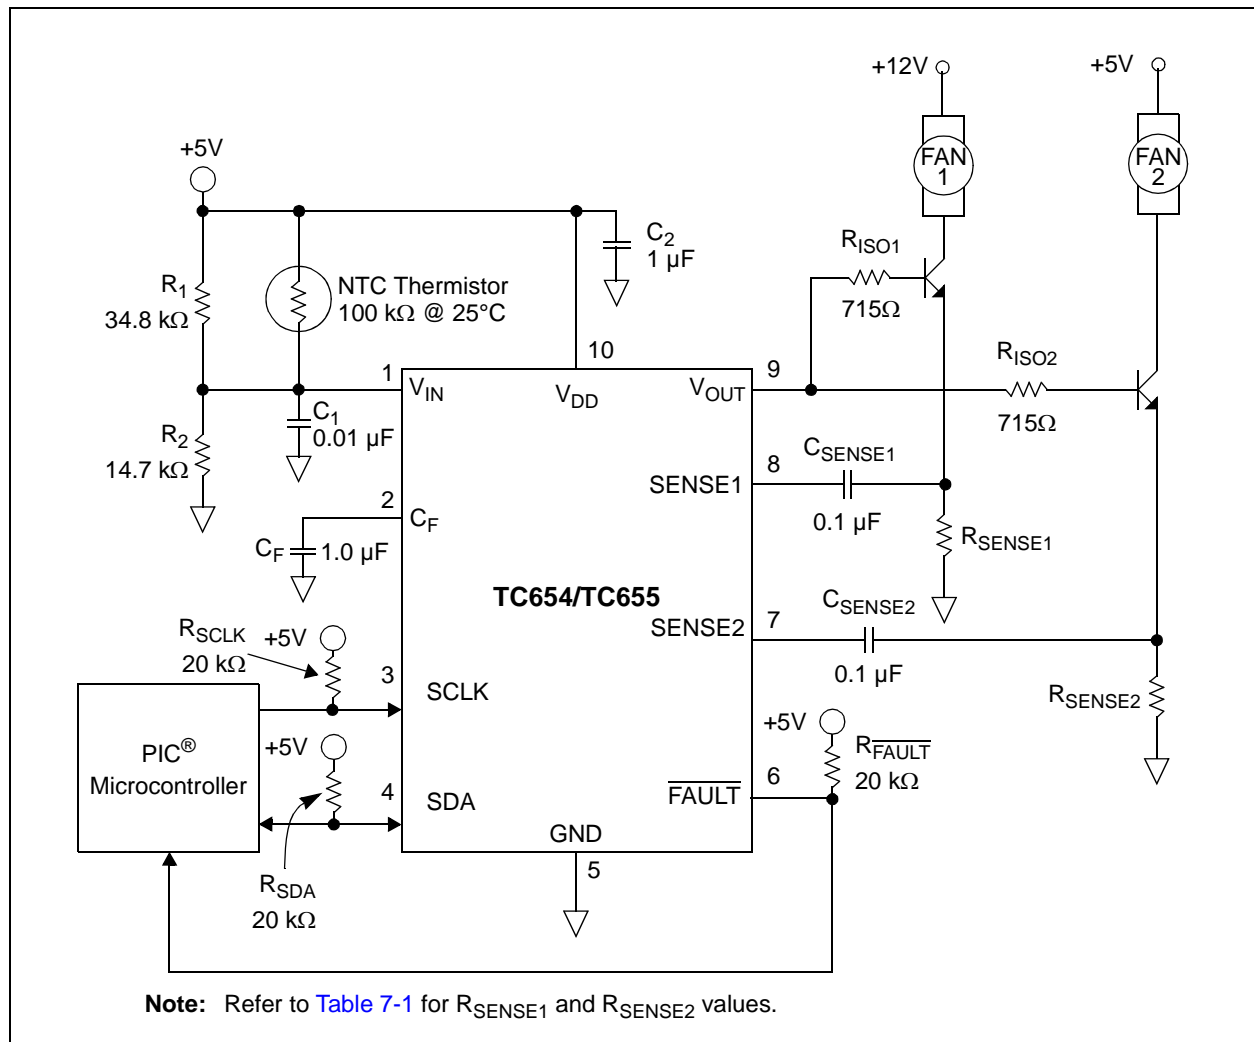 +12V
+5V
FAN
1
FAN
2
+5V
C2
1 µF
RISO1
715Ω
R1
34.8 kΩ
NTC Thermistor
100 kΩ @ 25°C
RISO2
715Ω
10
1
9
VIN
VDD
VOUT
C1
0.01 µF
R2
14.7 kΩ
CSENSE1
8
SENSE1
0.1 µF
2
CF
CF
1.0 µF
RSENSE1
TC654/TC655
CSENSE2
7
SENSE2
0.1 µF
RSCLK
20 kΩ
+5V
3
SCLK
RSENSE2
PIC®
Microcontroller
+5V
4
SDA
+5V
RFAULT
20 kΩ
6
FAULT
GND
5
RSDA
20 kΩ
Note: Refer to Table 7-1 for RSENSE1 and RSENSE2 values.